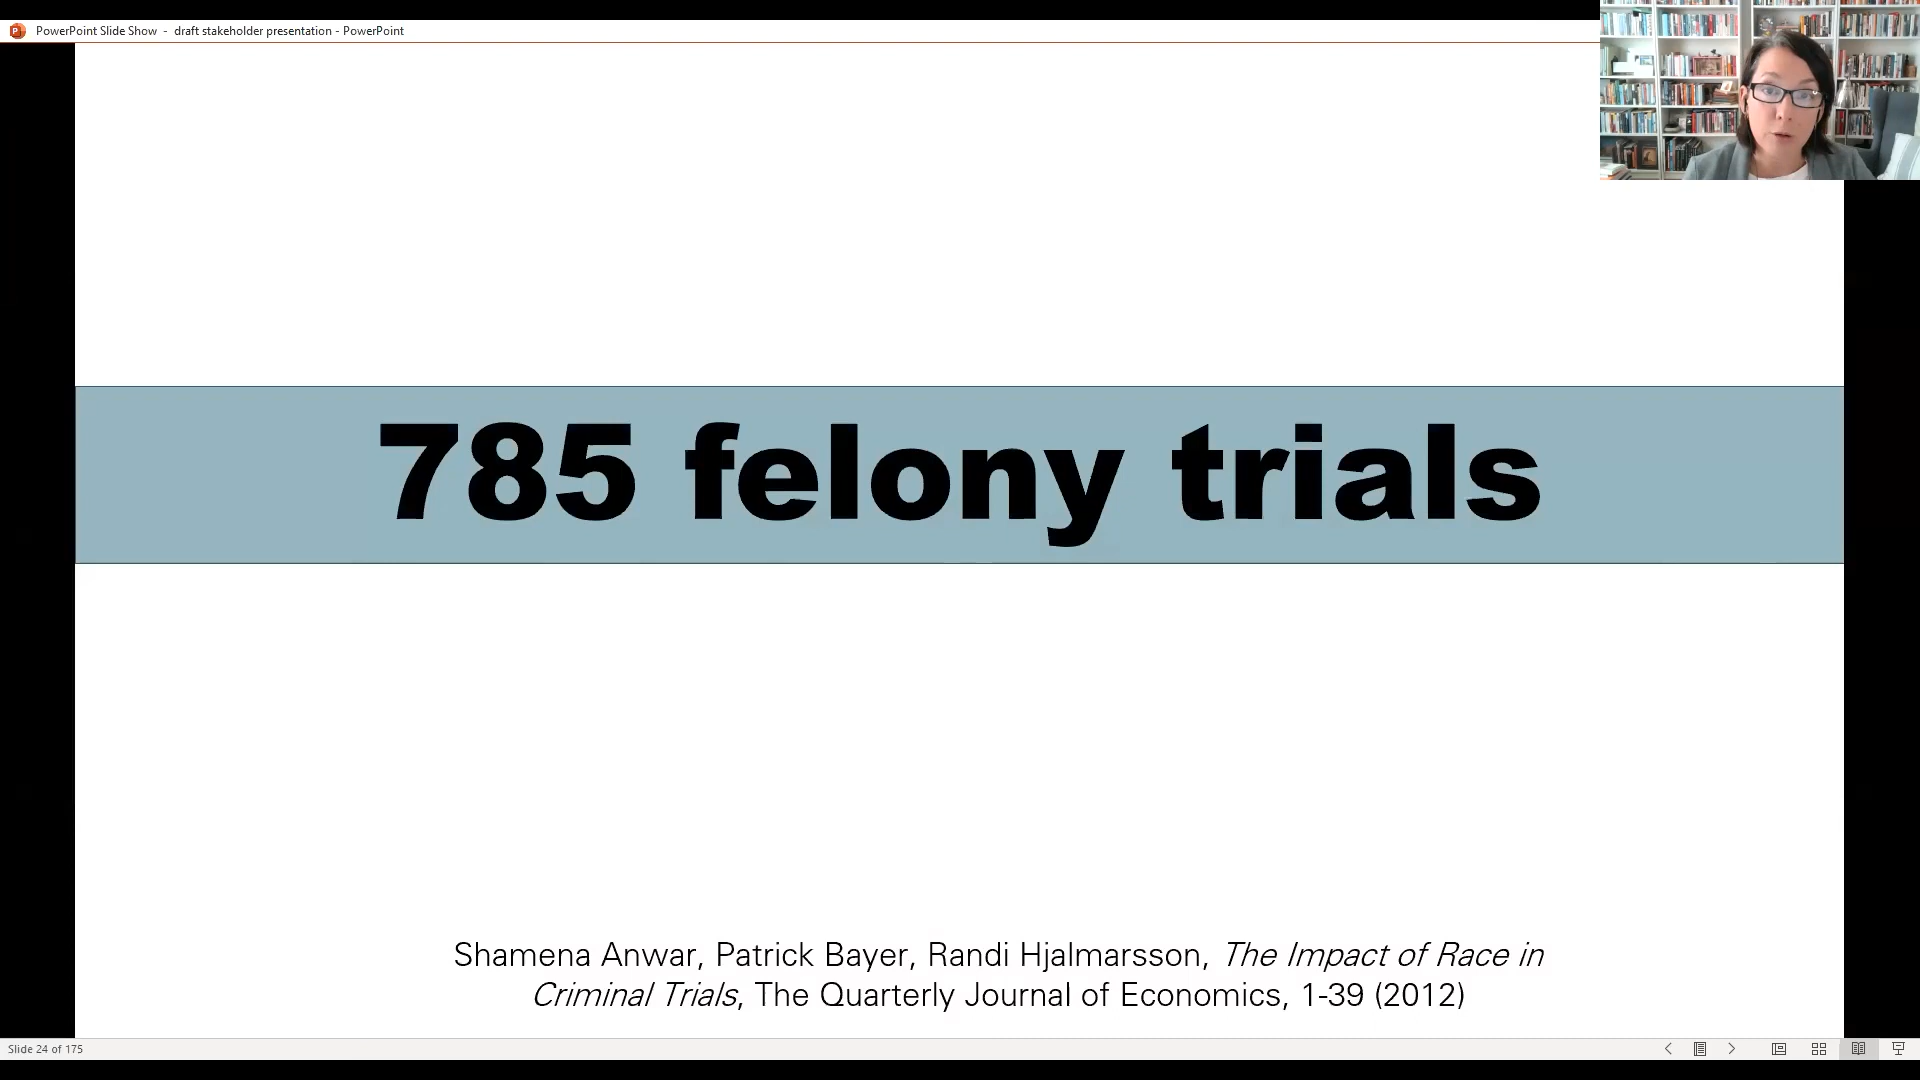 PowerPoint Slide Show - draft stakeholder presentation - PowerPoint
785 felony trials
Shamena Anwar, Patrick Bayer, Randi Hjalmarsson, The Impact of Race in
Criminal Trials, The Quarterly Journal of Economics, 1-39 (2012)
Slide 24 of 175